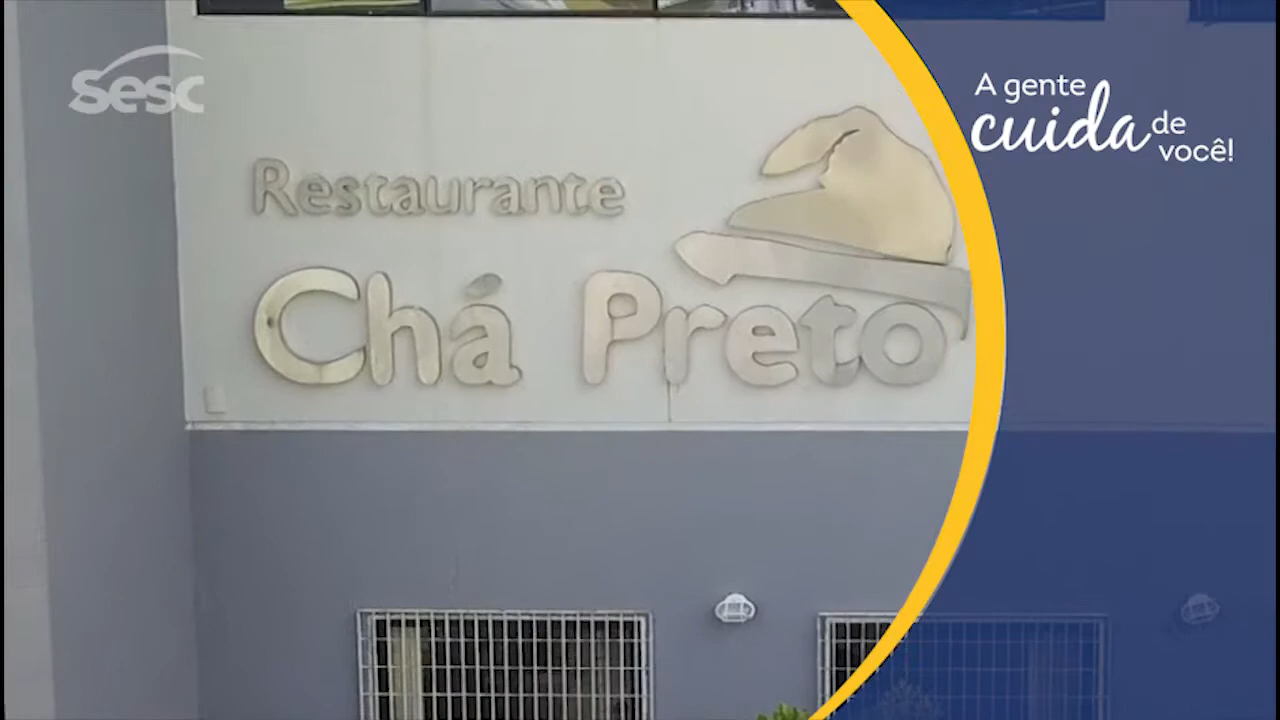 Sesc
Restaurante
Chá Preto
A gente
cuida de
você!